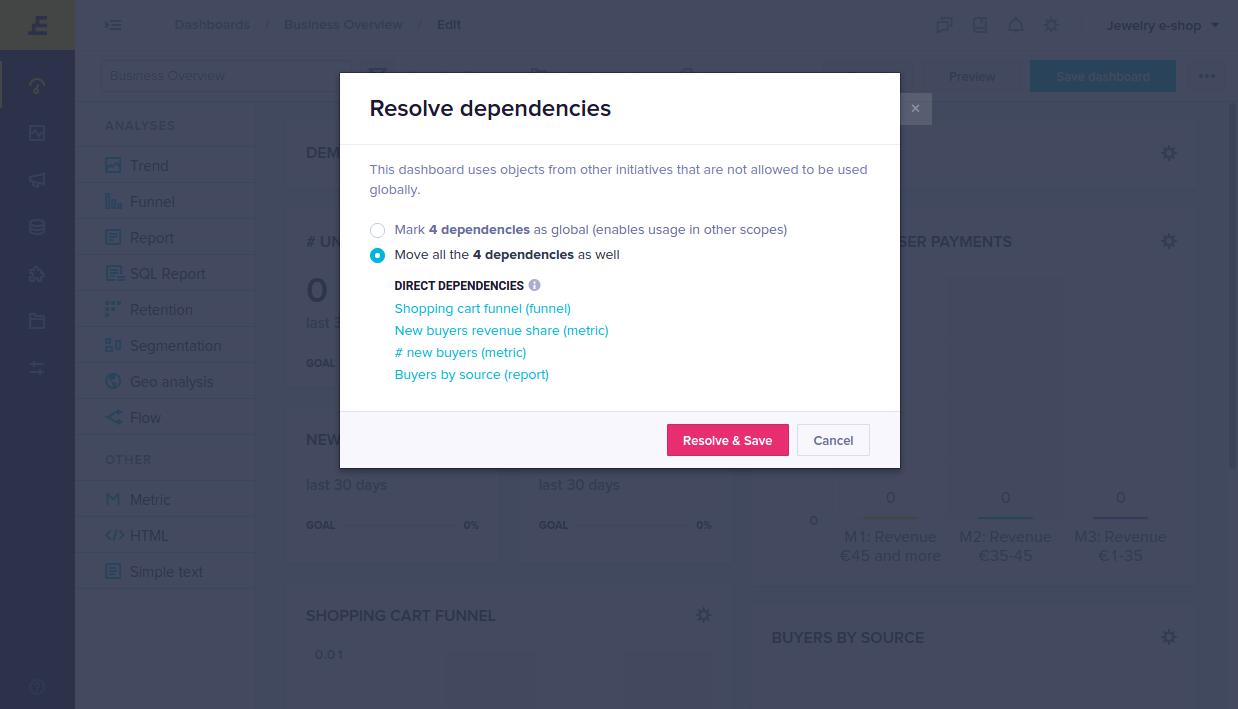 Dashboards / Business Overview / Edit
Jewelry e-shop
Business Overview
Preview
Save dashboard
ANALYSES
Trend
Funnel
Report
SQL Report
Retention
Segmentation
Geo analysis
Flow
OTHER
Metric
HTML
Simple text
Resolve dependencies
×
This dashboard uses objects from other initiatives that are not allowed to be used
globally.
Mark 4 dependencies as global (enables usage in other scopes)
Move all the 4 dependencies as well
DIRECT DEPENDENCIES
Shopping cart funnel (funnel)
New buyers revenue share (metric)
# new buyers (metric)
Buyers by source (report)
Resolve & Save
Cancel
DEM
# UN
0
last 3
GOAL
SER PAYMENTS
NEW
last 30 days
GOAL 0%
last 30 days
GOAL 0%
0
0 0 0
M1: Revenue M2: Revenue M3: Revenue
€45 and more €35-45 €1-35
SHOPPING CART FUNNEL
0.01
BUYERS BY SOURCE